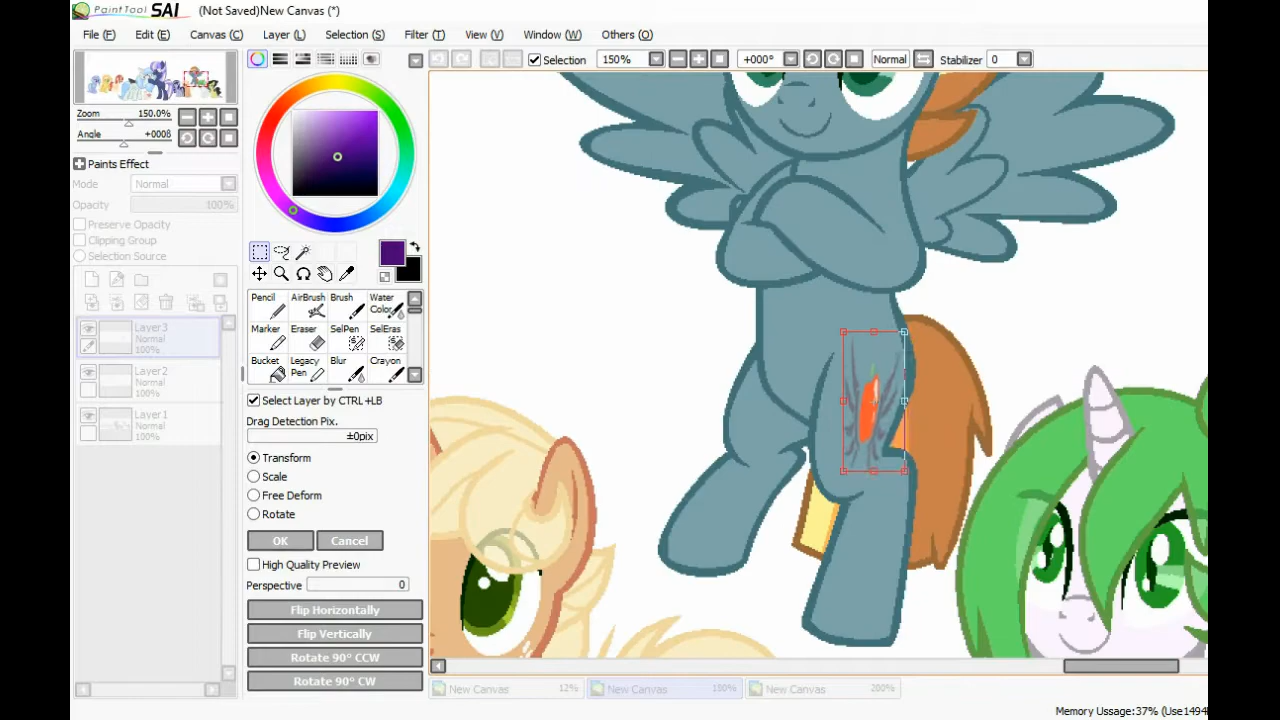 PaintTool SAI (Not Saved)New Canvas (*)
File (F) Edit (E) Canvas (C) Layer (L) Selection (S) Filter (T) View (V) Window (W) Others (O)
Selection 150% +000° Normal Stabilizer 0
Zoom 150.0%
Angle +000ß
Paints Effect
Mode Normal
Opacity 100%
Preserve Opacity
Clipping Group
Selection Source
Layer3
Normal
100%
Layer2
Normal
100%
Layer1
Normal
100%
Pencil AirBrush Brush Water Color
Marker Eraser SelPen SelEras
Bucket Legacy Pen Blur Crayon
Select Layer by CTRL +LB
Drag Detection Pix.
±0pix
Transform
Scale
Free Deform
Rotate
OK Cancel
High Quality Preview
Perspective 0
Flip Horizontally
Flip Vertically
Rotate 90° CCW
Rotate 90° CW
New Canvas 12% New Canvas 100% New Canvas 200%
Memory Ussage:37% (Use1494